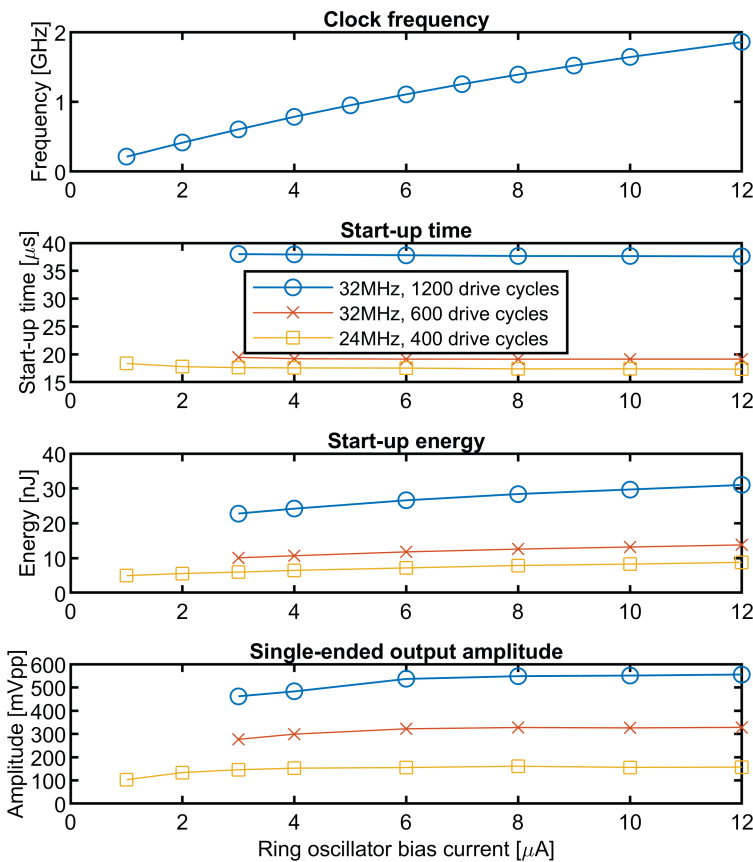 Clock frequency
Frequency [GHz]
2
1
0
0 2 4 6 8 10 12
Start-up time
Start-up time [μs]
40
35
30
25
20
15
32MHz, 1200 drive cycles
32MHz, 600 drive cycles
24MHz, 400 drive cycles
0 2 4 6 8 10 12
Start-up energy
Energy [nJ]
40
30
20
10
0
0 2 4 6 8 10 12
Single-ended output amplitude
Amplitude [mVpp]
600
500
400
300
200
100
0
0 2 4 6 8 10 12
Ring oscillator bias current [μA]